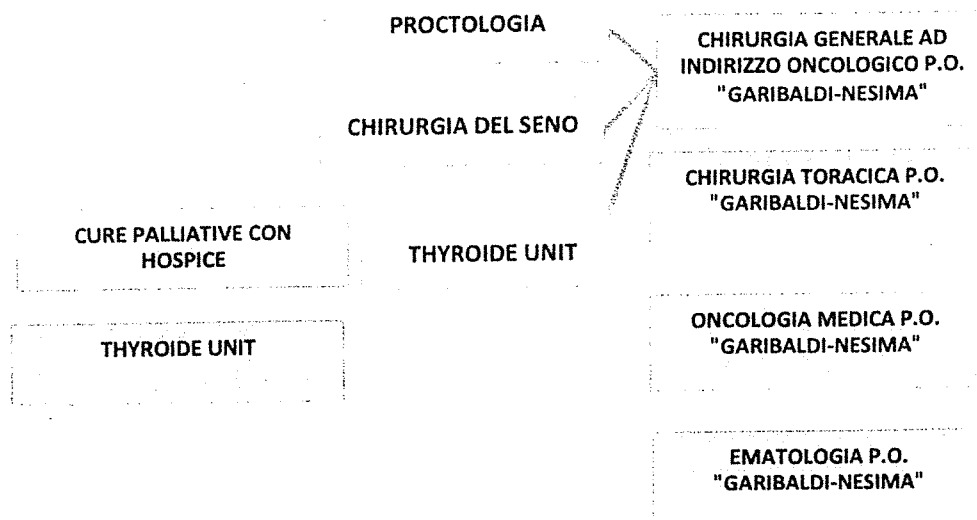 PROCTOLOGIA
CHIRURGIA GENERALE AD
INDIRIZZO ONCOLOGICO P.O.
"GARIBALDI-NESIMA"
CHIRURGIA DEL SENO
CHIRURGIA TORACICA P.O.
"GARIBALDI-NESIMA"
CURE PALLIATIVE CON
HOSPICE
THYROIDE UNIT
ONCOLOGIA MEDICA P.O.
"GARIBALDI-NESIMA"
THYROIDE UNIT
EMATOLOGIA P.O.
"GARIBALDI-NESIMA"